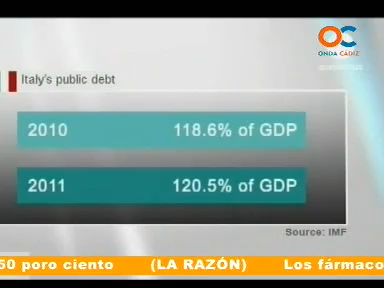 ONDA CÁDIZ
Italy's public debt
2010 118.6% of GDP
2011 120.5% of GDP
Source: IMF
50 poro ciento (LA RAZÓN) Los fármaco